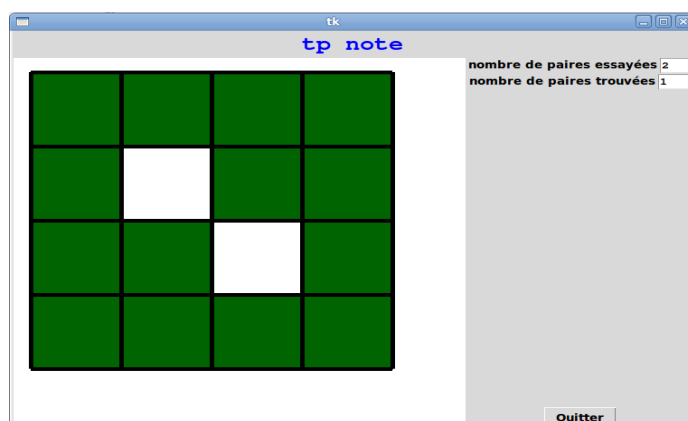 tk
tp note
nombre de paires essayées 2
nombre de paires trouvées 1
Quitter